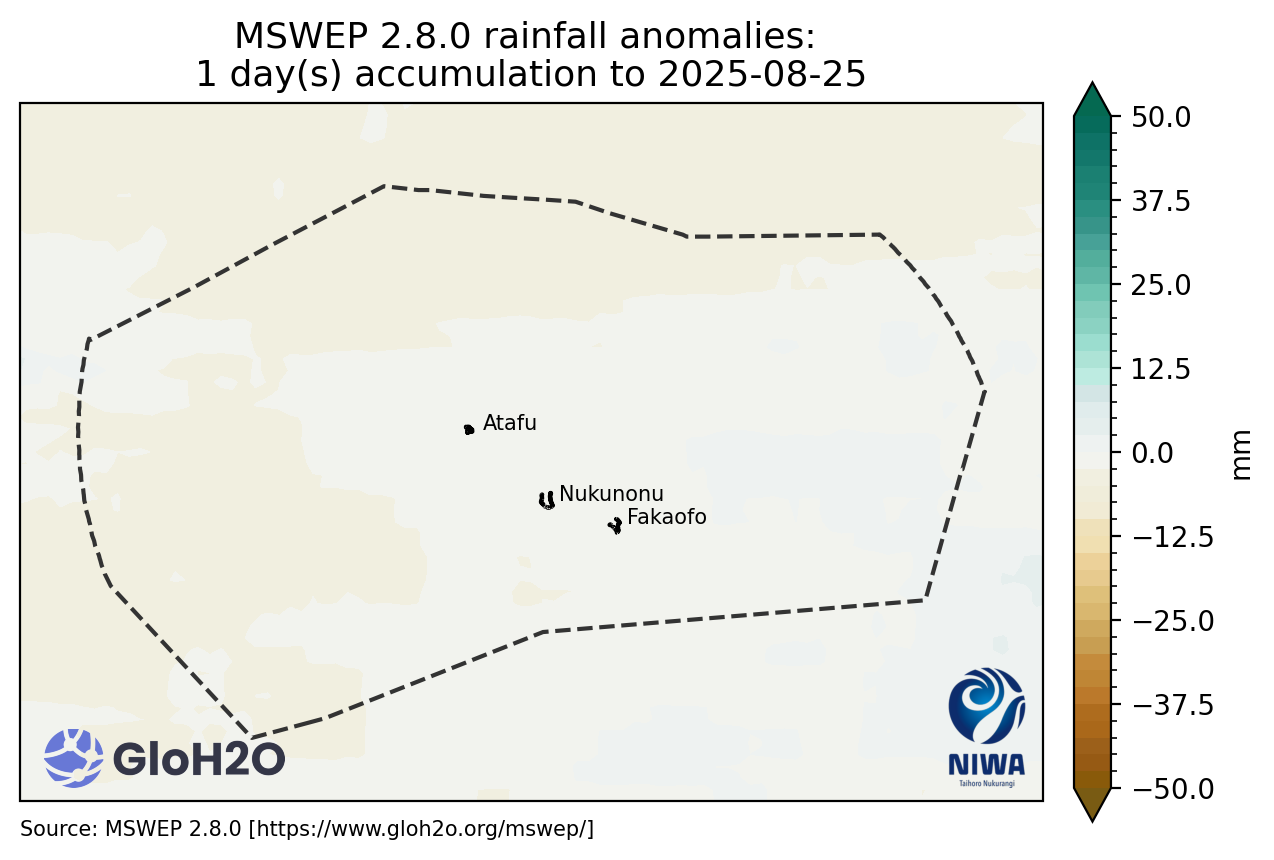 MSWEP 2.8.0 rainfall anomalies:
1 day(s) accumulation to 2025-08-25
50.0
37.5
25.0
12.5
0.0
−12.5
−25.0
−37.5
−50.0
mm
Atafu
Nukunonu
Fakaofo
GloH2O
NIWA
Taihoro Nukurangi
Source: MSWEP 2.8.0 [https://www.gloh2o.org/mswep/]